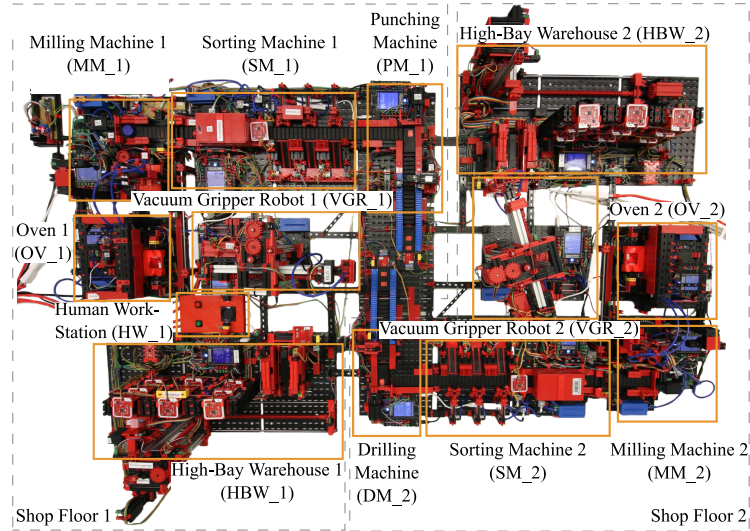 Milling Machine 1
(MM_1)
Sorting Machine 1
(SM_1)
Punching
Machine
(PM_1)
High-Bay Warehouse 2 (HBW_2)
Vacuum Gripper Robot 1 (VGR_1)
Oven 1
(OV_1)
Oven 2 (OV_2)
Human Work-
Station (HW_1)
Vacuum Gripper Robot 2 (VGR_2)
High-Bay Warehouse 1
(HBW_1)
Drilling
Machine
(DM_2)
Sorting Machine 2
(SM_2)
Milling Machine 2
(MM_2)
Shop Floor 1
Shop Floor 2